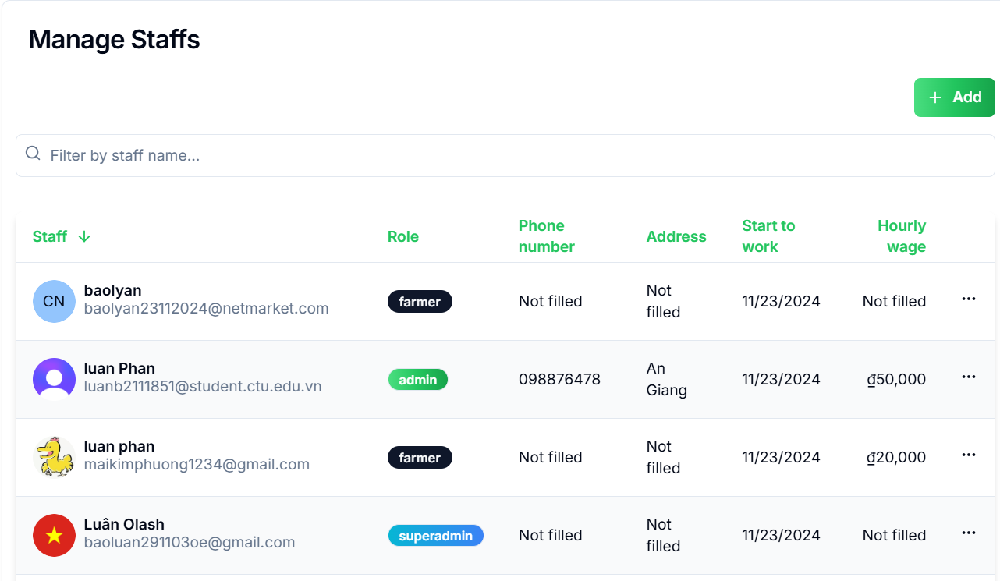 Manage Staffs
+ Add
Filter by staff name...
Staff ↓ Role Phone number Address Start to work Hourly wage
CN baolyan baolyan23112024@netmarket.com farmer Not filled Not filled 11/23/2024 Not filled ...
luan Phan luanb2111851@student.ctu.edu.vn admin 098876478 An Giang 11/23/2024 ₫50,000 ...
luan phan maikimphuong1234@gmail.com farmer Not filled Not filled 11/23/2024 ₫20,000 ...
Luân Olash baoluan291103oe@gmail.com superadmin Not filled Not filled 11/23/2024 Not filled ...